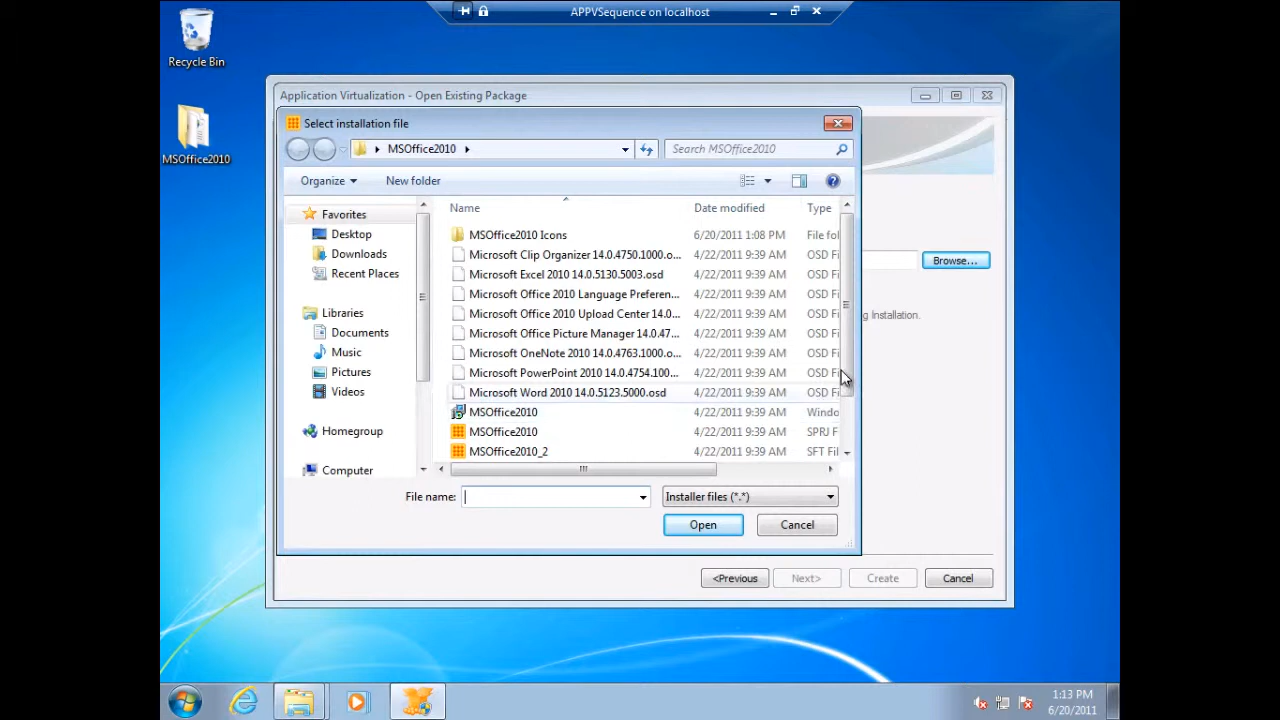 APPVSequence on localhost
Recycle Bin
MSOffice2010
Application Virtualization - Open Existing Package
Select installation file
MSOffice2010
Search MSOffice2010
Organize
New folder
Favorites
Desktop
Downloads
Recent Places
Libraries
Documents
Music
Pictures
Videos
Homegroup
Computer
Name Date modified Type
MSOffice2010 Icons 6/20/2011 1:08 PM File fol
Microsoft Clip Organizer 14.0.4750.1000.o... 4/22/2011 9:39 AM OSD Fi
Microsoft Excel 2010 14.0.5130.5003.osd 4/22/2011 9:39 AM OSD Fi
Microsoft Office 2010 Language Preferen... 4/22/2011 9:39 AM OSD Fi
Microsoft Office 2010 Upload Center 14.0... 4/22/2011 9:39 AM OSD Fi
Microsoft Office Picture Manager 14.0.47... 4/22/2011 9:39 AM OSD Fi
Microsoft OneNote 2010 14.0.4763.1000.o... 4/22/2011 9:39 AM OSD Fi
Microsoft PowerPoint 2010 14.0.4754.100... 4/22/2011 9:39 AM OSD Fi
Microsoft Word 2010 14.0.5123.5000.osd 4/22/2011 9:39 AM OSD Fi
MSOffice2010 4/22/2011 9:39 AM Windo
MSOffice2010 4/22/2011 9:39 AM SPRJ F
MSOffice2010_2 4/22/2011 9:39 AM SFT Fil
File name:
Installer files (*.*)
Open
Cancel
Browse...
g Installation.
<Previous
Next>
Create
Cancel
1:13 PM
6/20/2011